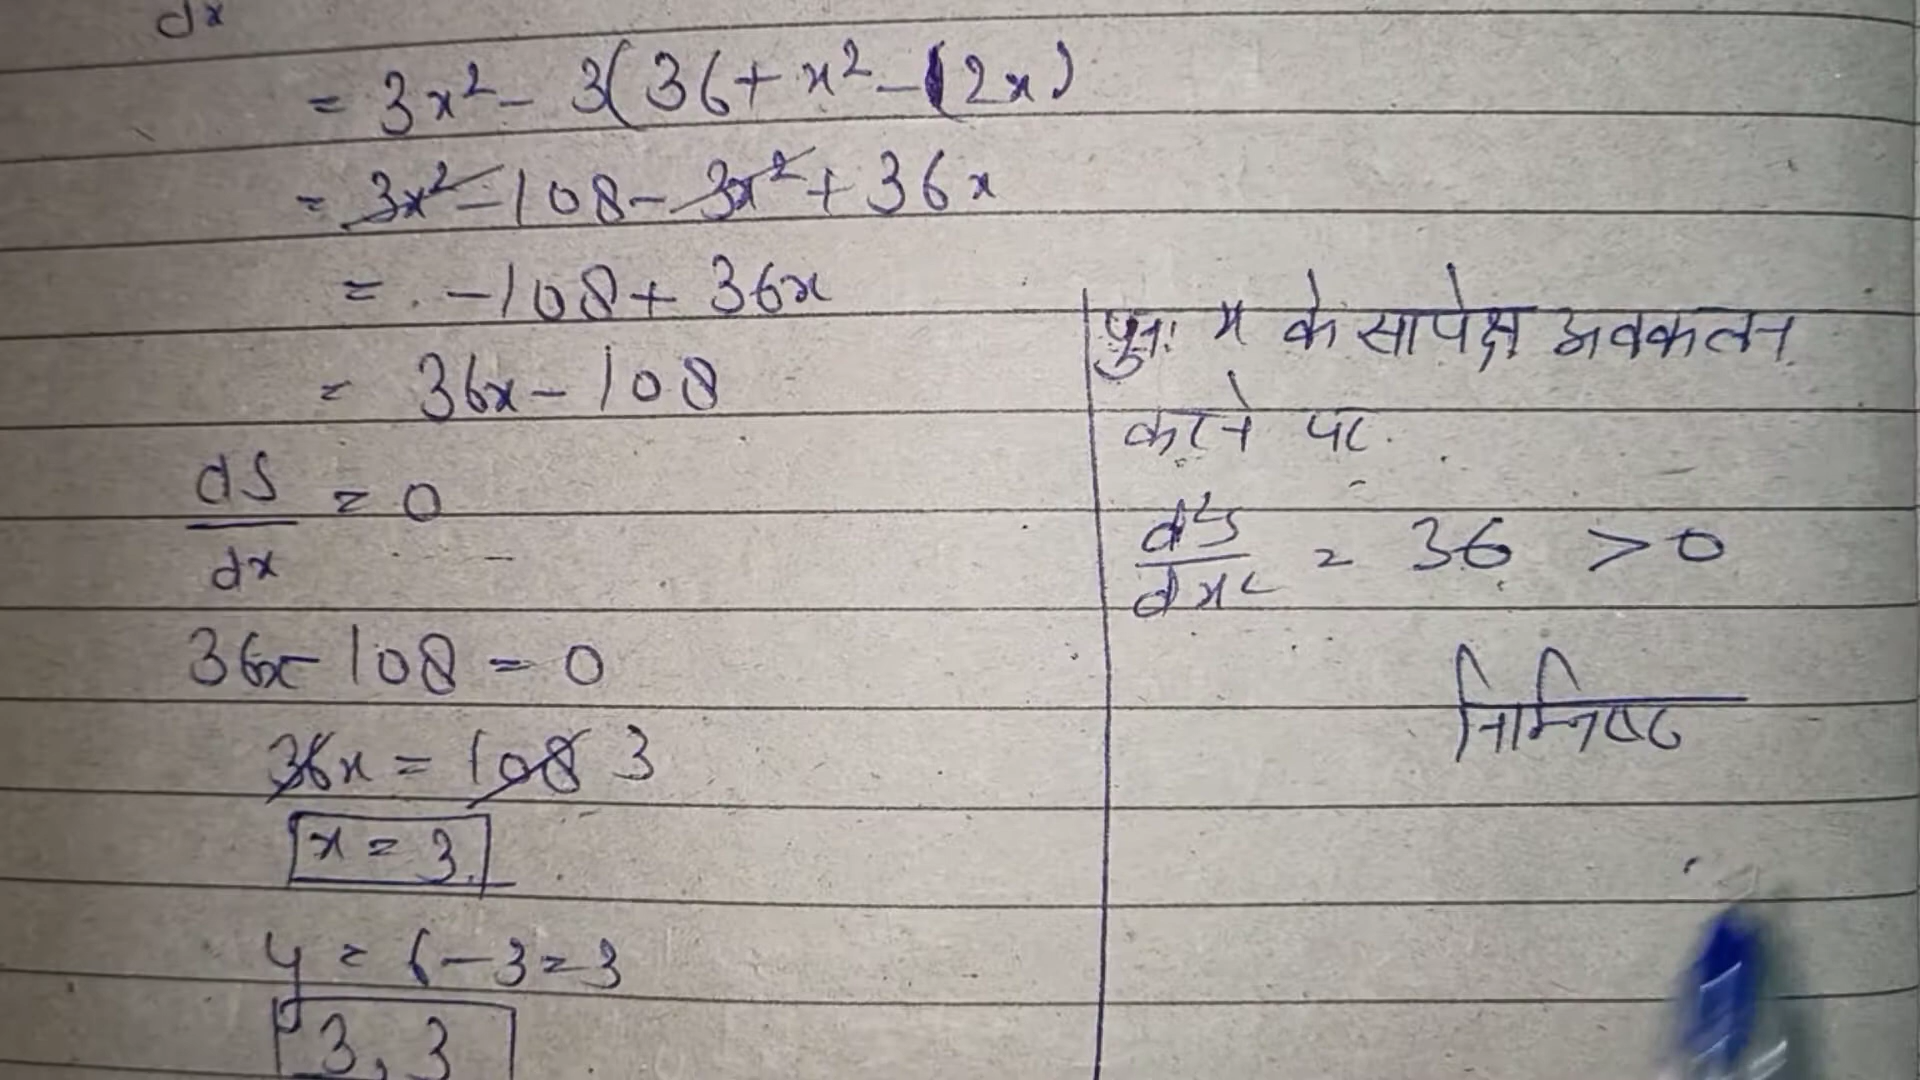 dx
= 3x² - 3(36 + x² - 12x)
= 3x² - 108 - 3x² + 36x
= -108 + 36x
= 36x - 108
dS/dx = 0
36x - 108 = 0
36x = 108 3
x = 3
y = 6 - 3 = 3
3, 3
पुनः x के सापेक्ष अवकलन
करने पर
d²s/dx² = 36 > 0
निम्निष्ट